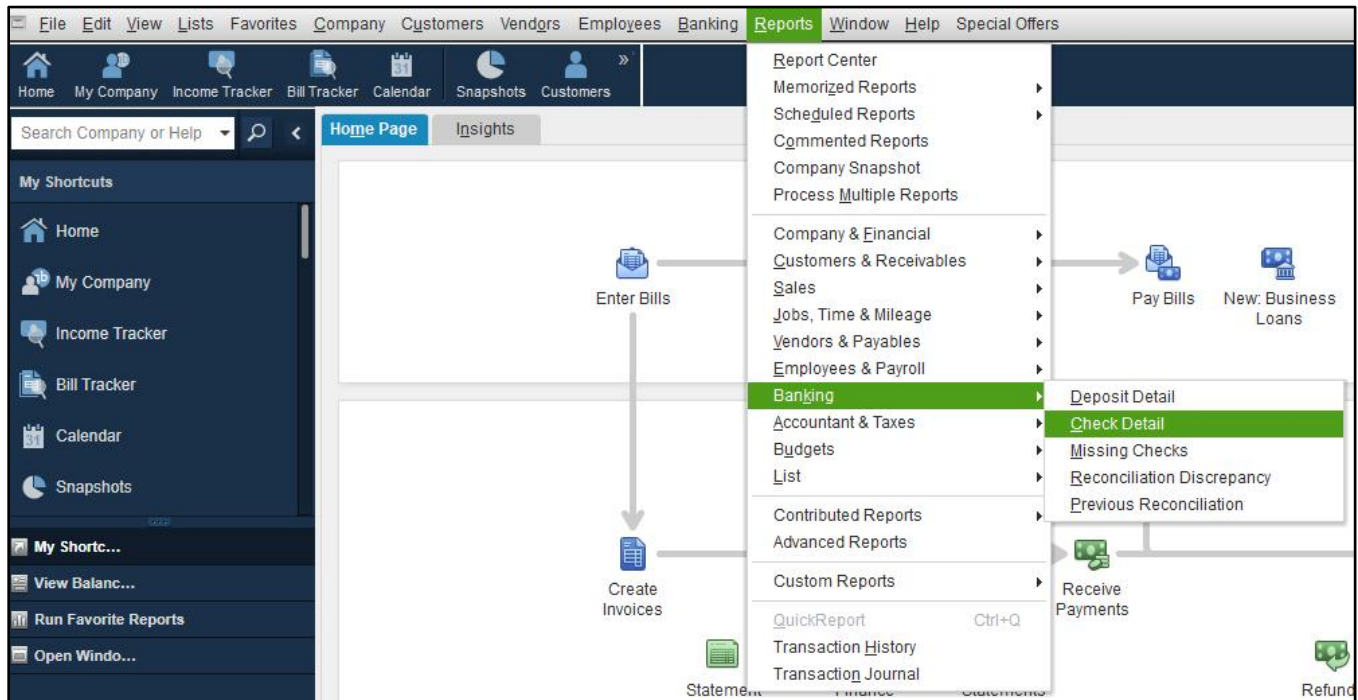 File Edit View Lists Favorites Company Customers Vendors Employees Banking Reports Window Help Special Offers
Home My Company Income Tracker Bill Tracker Calendar Snapshots Customers »
Search Company or Help
Home Page Insights
My Shortcuts
Home
My Company
Income Tracker
Bill Tracker
Calendar
Snapshots
My Shortc...
View Balanc...
Run Favorite Reports
Open Windo...
Enter Bills
Pay Bills
New: Business
Loans
Create
Invoices
Receive
Payments
Statement
Statements
Refund
Report Center
Memorized Reports
Scheduled Reports
Commented Reports
Company Snapshot
Process Multiple Reports
Company & Financial
Customers & Receivables
Sales
Jobs, Time & Mileage
Vendors & Payables
Employees & Payroll
Banking
Accountant & Taxes
Budgets
List
Contributed Reports
Advanced Reports
Custom Reports
QuickReport Ctrl+Q
Transaction History
Transaction Journal
Deposit Detail
Check Detail
Missing Checks
Reconciliation Discrepancy
Previous Reconciliation